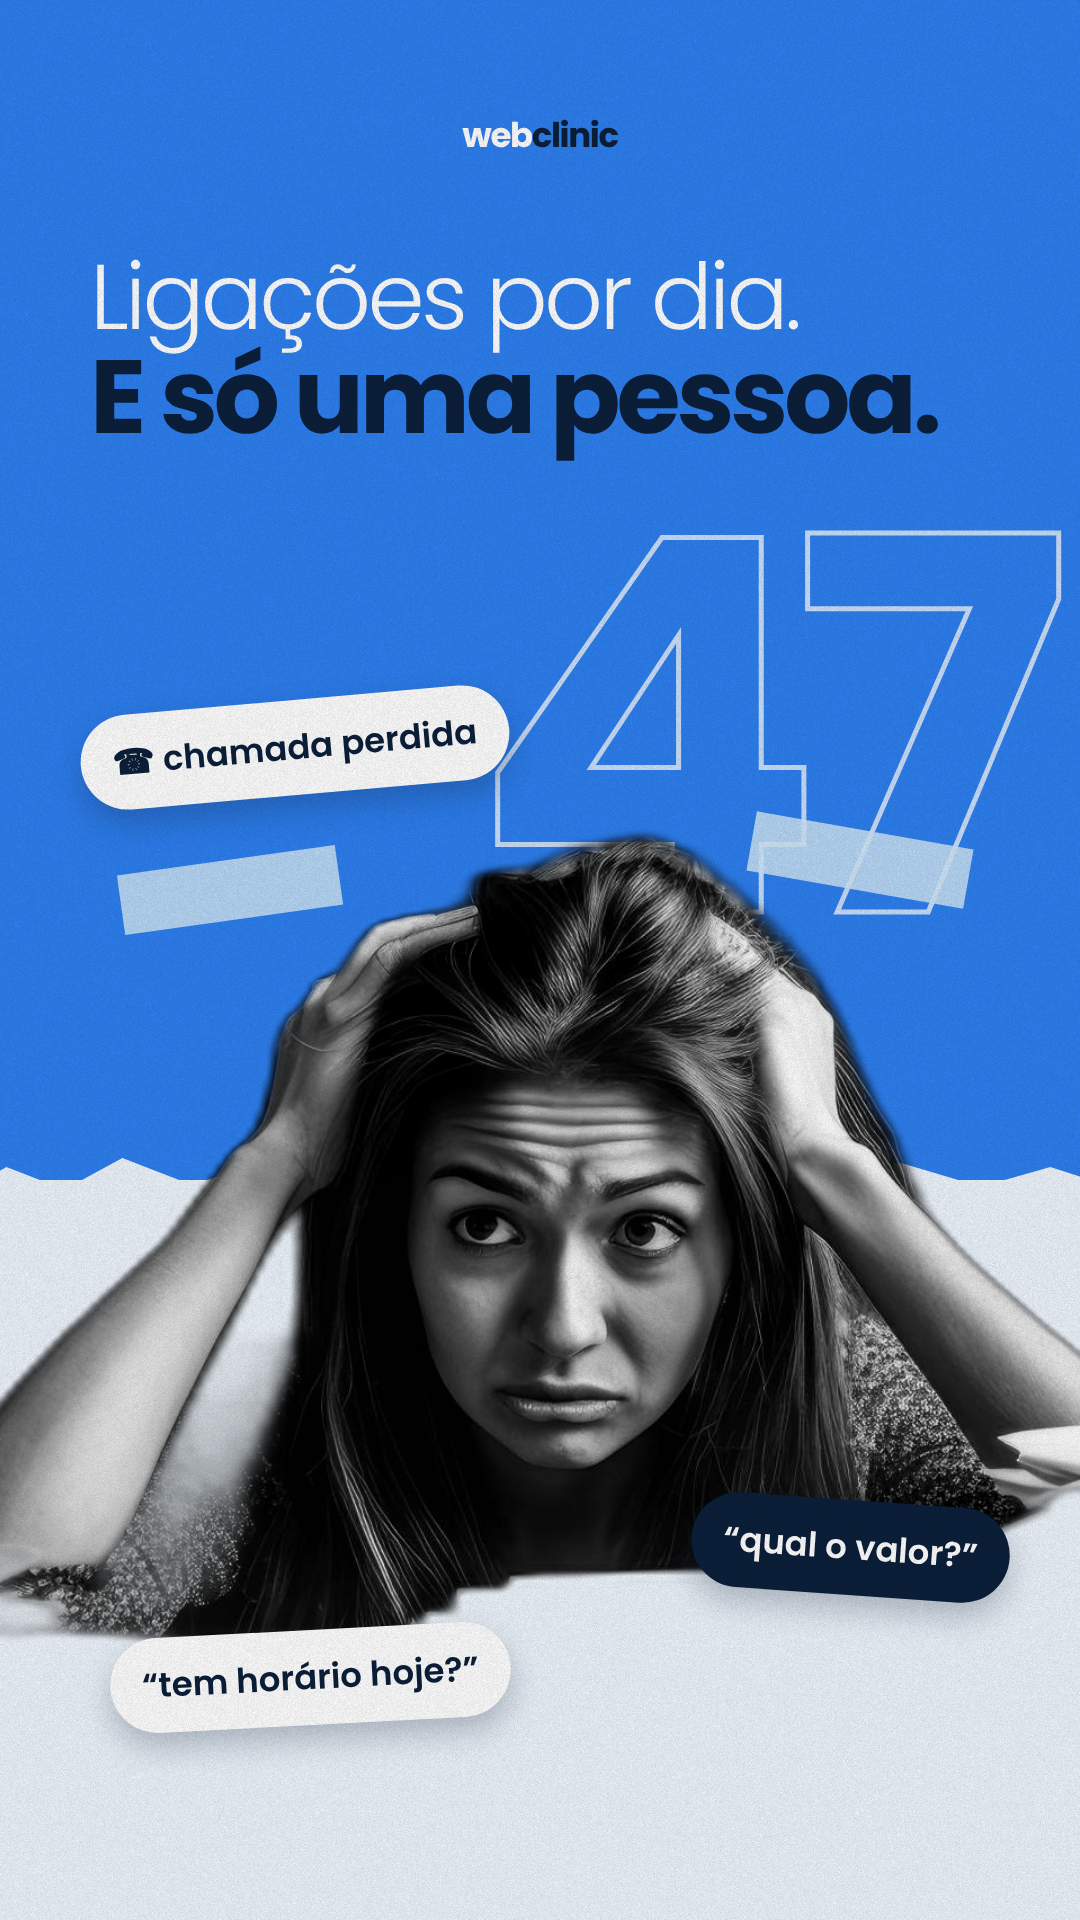 webclinic
Ligações por dia.
E só uma pessoa.
47
☎ chamada perdida
“qual o valor?”
“tem horário hoje?”